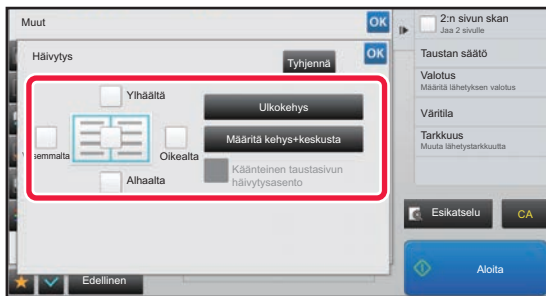 Muut
OK
2:n sivun skan
Jaa 2 sivulle
Häivytys
Tyhjennä
OK
Taustan säätö
Valotus
Määritä lähetyksen valotus
Väritila
Tarkkuus
Muuta lähetystarkkuutta
Ylhäältä
Ulkokehys
Määritä kehys+keskusta
Oikealta
Käänteinen taustasivun
häivytysasento
Alhaalta
Esikatselu
CA
Aloita
Edellinen